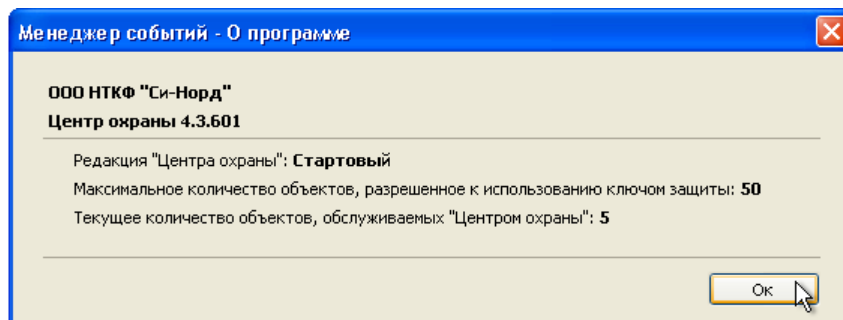 Менеджер событий - О программе
ООО НТКФ "Си-Норд"
Центр охраны 4.3.601
Редакция "Центра охраны": Стартовый
Максимальное количество объектов, разрешенное к использованию ключом защиты: 50
Текущее количество объектов, обслуживаемых "Центром охраны": 5
Ок